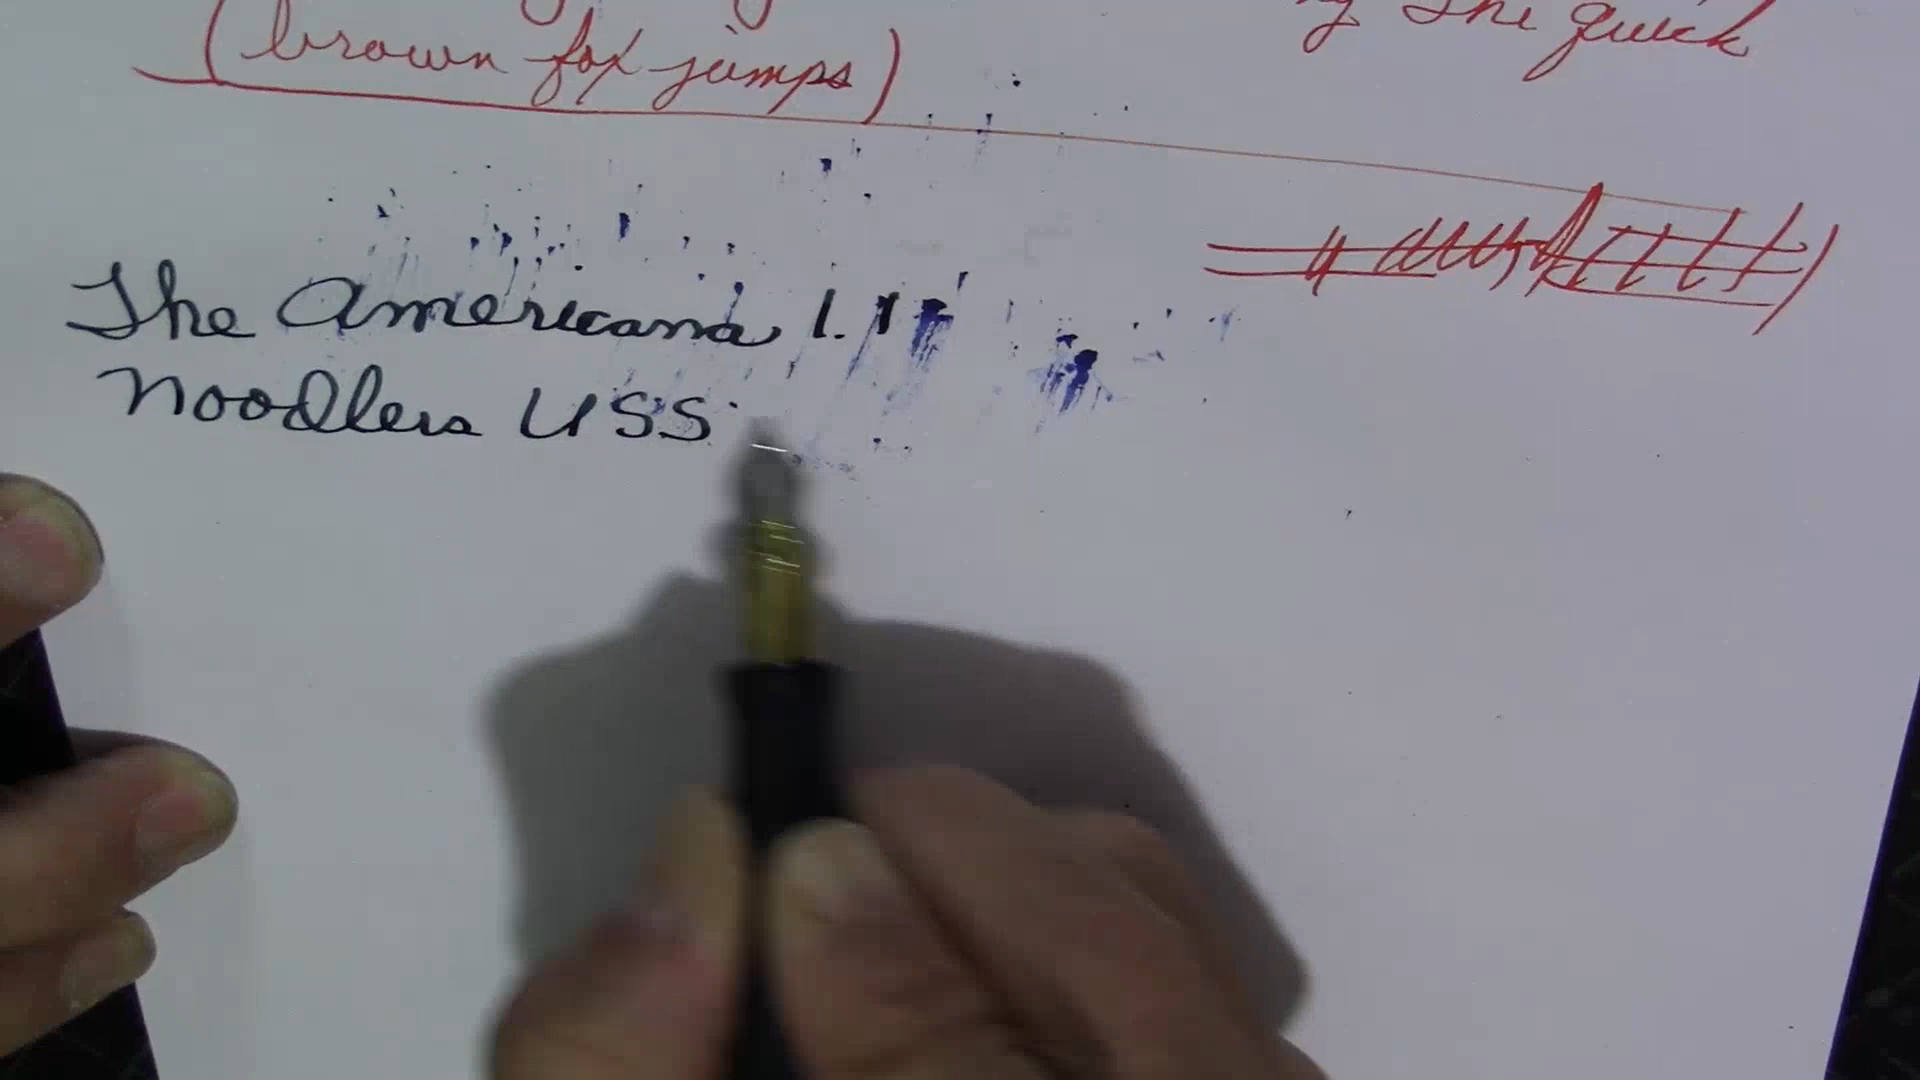 The quick
(brown fox jumps)
The Americana 1.1
Noodlers USS